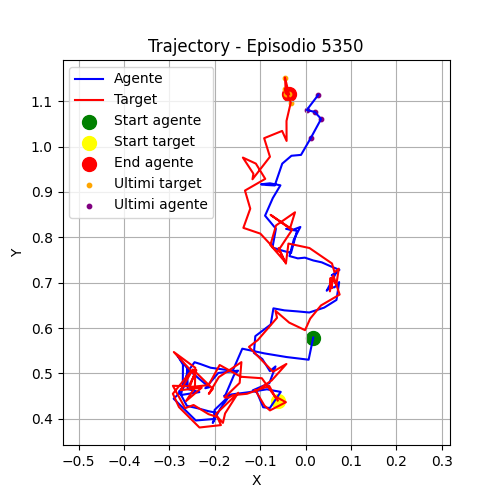 Trajectory - Episodio 5350
Agente
Target
Start agente
Start target
End agente
Ultimi target
Ultimi agente
Y
1.1
1.0
0.9
0.8
0.7
0.6
0.5
0.4
−0.5 −0.4 −0.3 −0.2 −0.1 0.0 0.1 0.2 0.3
X